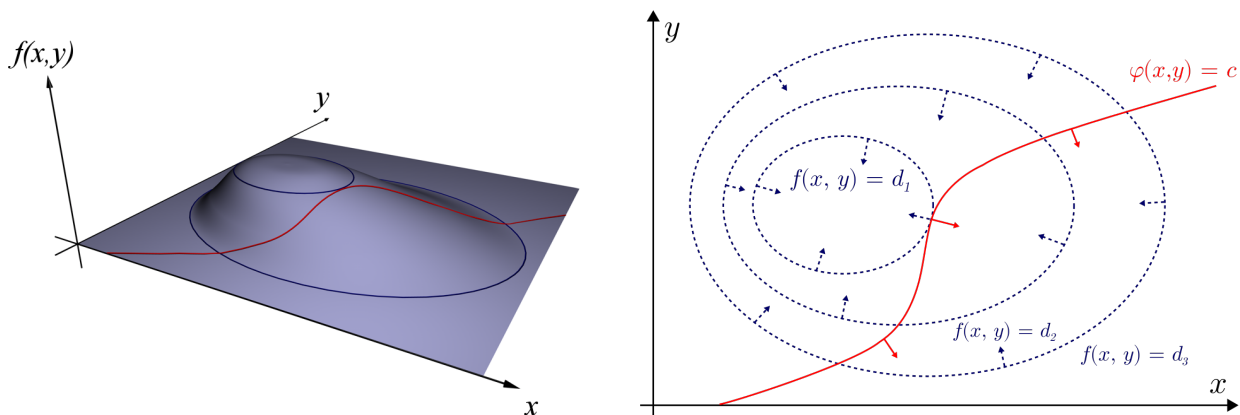 f(x,y)
y
x
y
φ(x,y) = c
f(x, y) = d₁
f(x, y) = d₂
f(x, y) = d₃
x